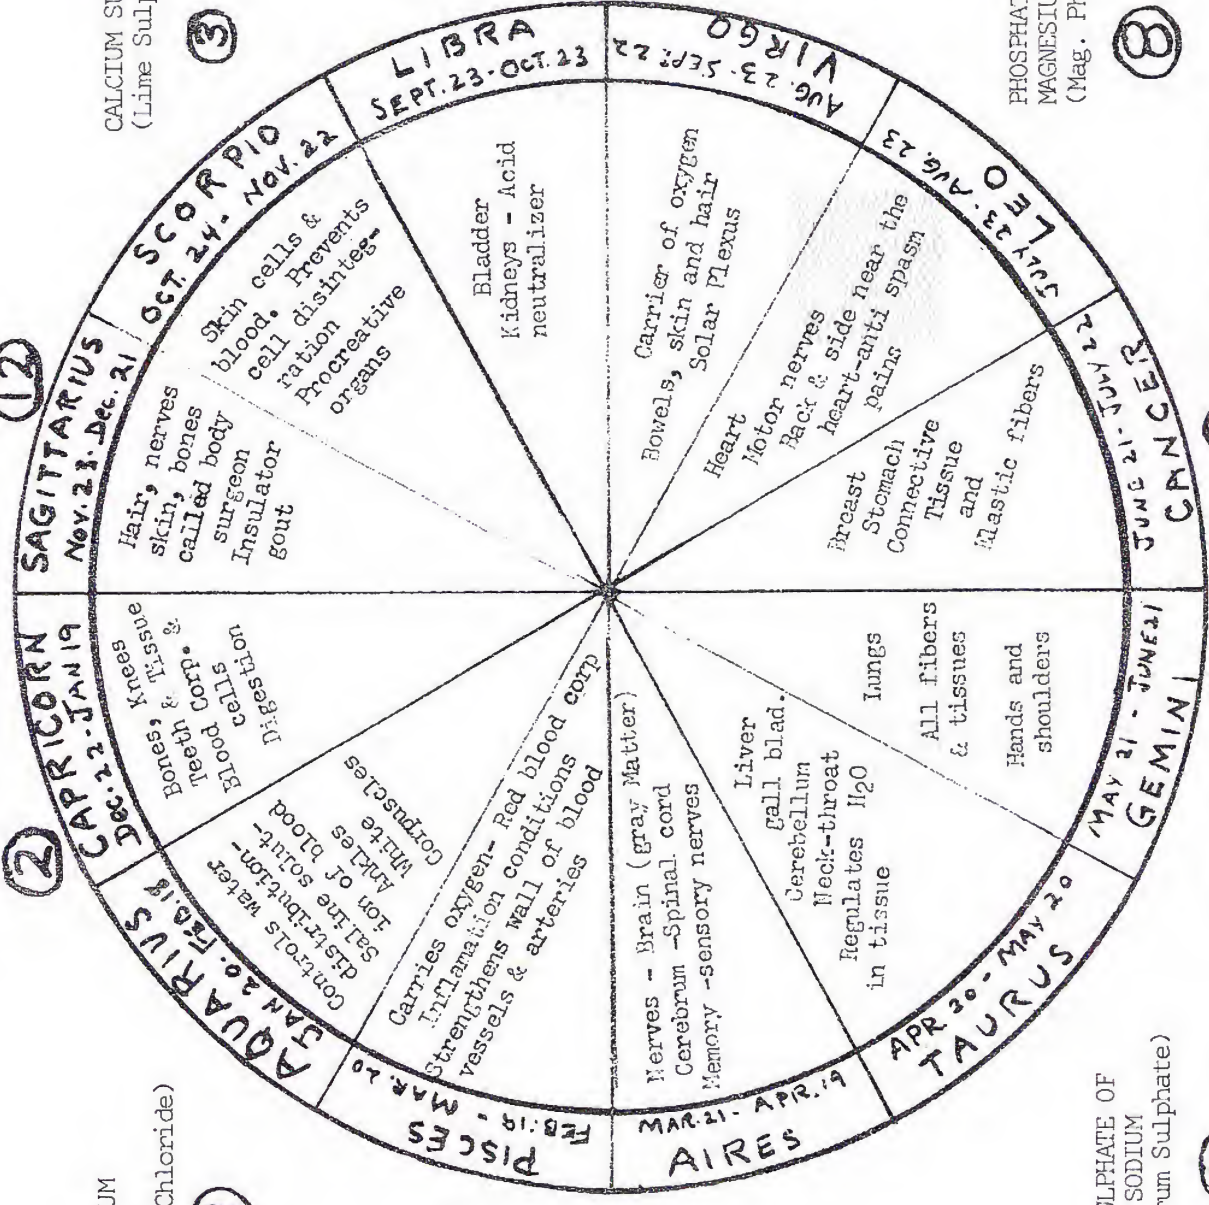 CALCIUM SU
(Lime Sulp
3
PHOSPHAT
MAGNESIU
(Mag. Ph
8
LIBRA
SEPT. 23 - OCT. 23
Bladder
Kidneys - Acid
neutralizer
VIRGO
AUG. 23 - SEPT. 22
Carrier of oxygen
Bowels, skin and hair
Solar Plexus
LEO
JULY 23 - AUG. 23
Heart
Motor nerves
Back & side near the
heart-anti spasm
pains
CANCER
JUNE 21 - JULY 22
Breast
Stomach
Connective
Tissue
and
Elastic fibers
GEMINI
MAY 21 - JUNE 21
Lungs
All fibers
& tissues
Hands and
shoulders
TAURUS
APR. 30 - MAY 20
Liver
gall blad.
Cerebellum
Neck-throat
Regulates H2O
in tissue
AIRES
MAR. 21 - APR. 19
Nerves - Brain (gray Matter)
Cerebrum -Spinal cord
Memory -sensory nerves
PISCES
FEB. 19 - MAR. 20
Carries oxygen- Red blood corp
Inflamation conditions
Strengthens wall of blood
vessels & arteries
AQUARIUS
JAN 20. FEB. 18
Controls water
distribution-
Saline solut-
ion of blood
Ankles
White
Corpuscles
2
CAPRICORN
DEC. 22 - JAN 19
Bones, Knees
Teeth & Tissue
Blood Corp. &
cells
Digestion
12
SAGITTARIUS
NOV. 23. DEC. 21
Hair, nerves
skin, bones
called body
surgeon
Insulator
gout
SCORPIO
OCT. 24 - NOV. 22
Skin cells &
blood. Prevents
cell disinteg-
ration
Procreative
organs
UM
Chloride)
LPHATE OF
SODIUM
rum Sulphate)